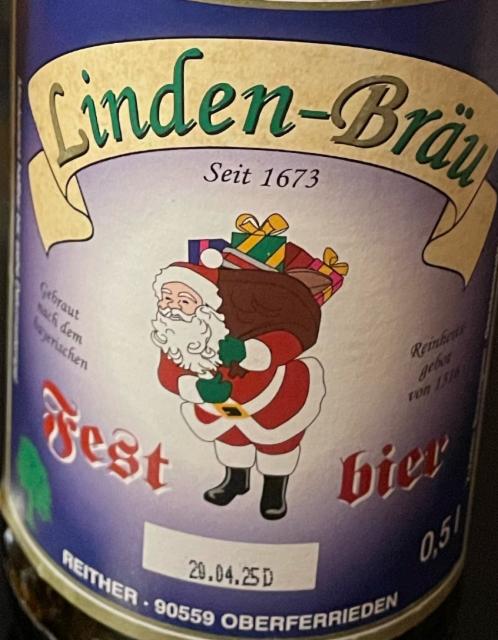 Linden-Bräu
Seit 1673
Gebraut
nach dem
bayerischen
Reinheits
gebot
von 1516
Fest bier
20.04.25D
0,5 l
REITHER · 90559 OBERFERRIEDEN